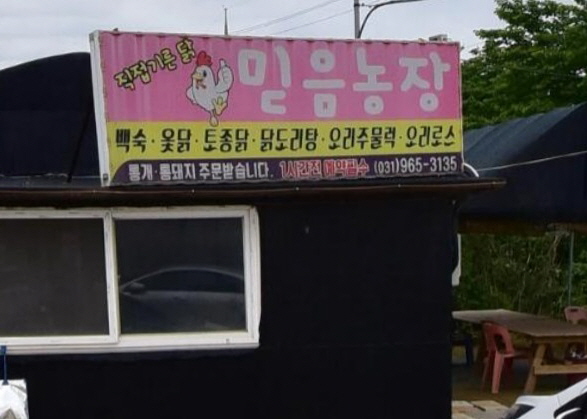 직접기른 닭
믿음농장
백숙·옻닭·토종닭·닭도리탕·오리주물럭·오리로스
통개·통돼지 주문받습니다. 1시간전 예약필수 (031)965-3135